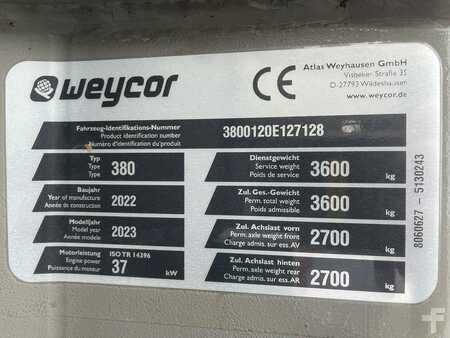 weycor
CE
Atlas Weyhausen GmbH
Visbeker Straße 35
D-27793 Wildeshausen
www.weycor.de
Fahrzeug-Identifikations-Nummer
Product identification number
Numéro d'identification du produit
3800120E127128
Typ
Type
Type
380
Dienstgewicht
Service weight
Poids en service
3600
kg
Baujahr
Year of manufacture
Année de construction
2022
Zul. Ges.-Gewicht
Perm. total weight
Poids admissible
3600
kg
Modelljahr
Model year
Année modèle
2023
Zul. Achslast vorn
Perm. axle weight front
Charge admis. sur ess. AV
2700
kg
Motorleistung
Engine power
Puissance du moteur
ISO TR 14396
37
kW
Zul. Achslast hinten
Perm. axle weight rear
Charge admis. sur ess. AR
2700
kg
8060627 - 5130243